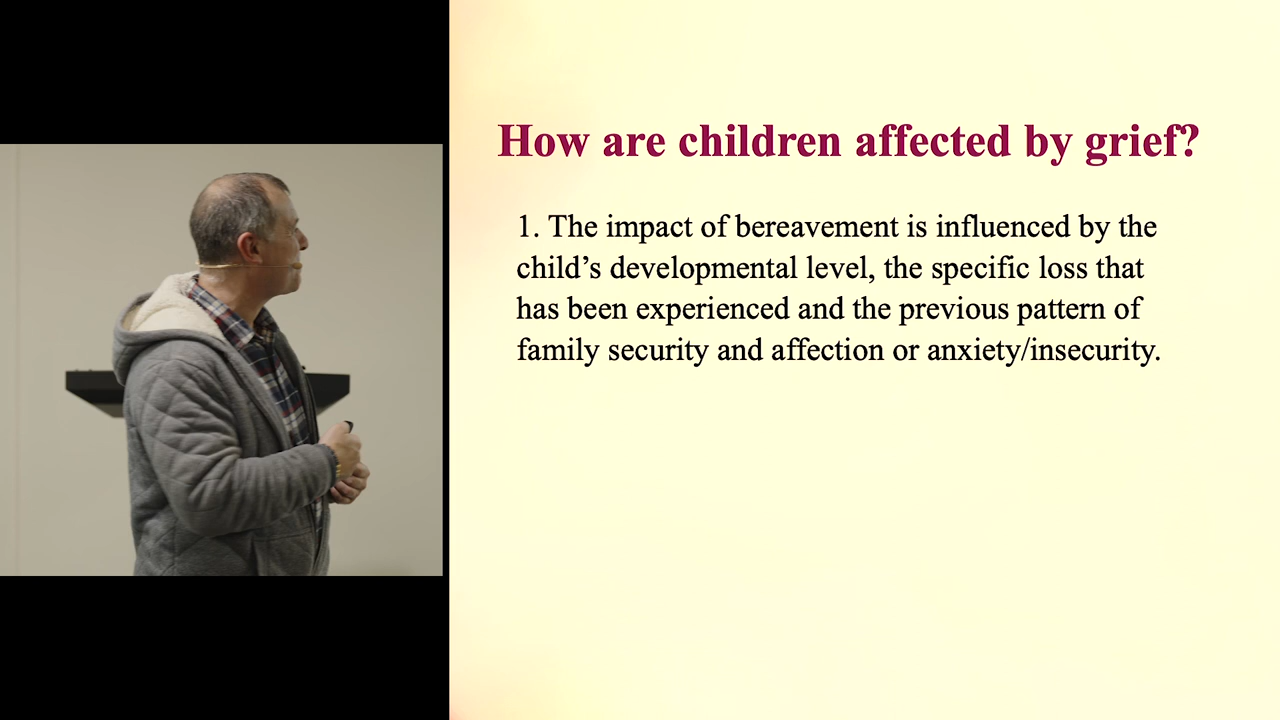 How are children affected by grief?
1. The impact of bereavement is influenced by the
child’s developmental level, the specific loss that
has been experienced and the previous pattern of
family security and affection or anxiety/insecurity.